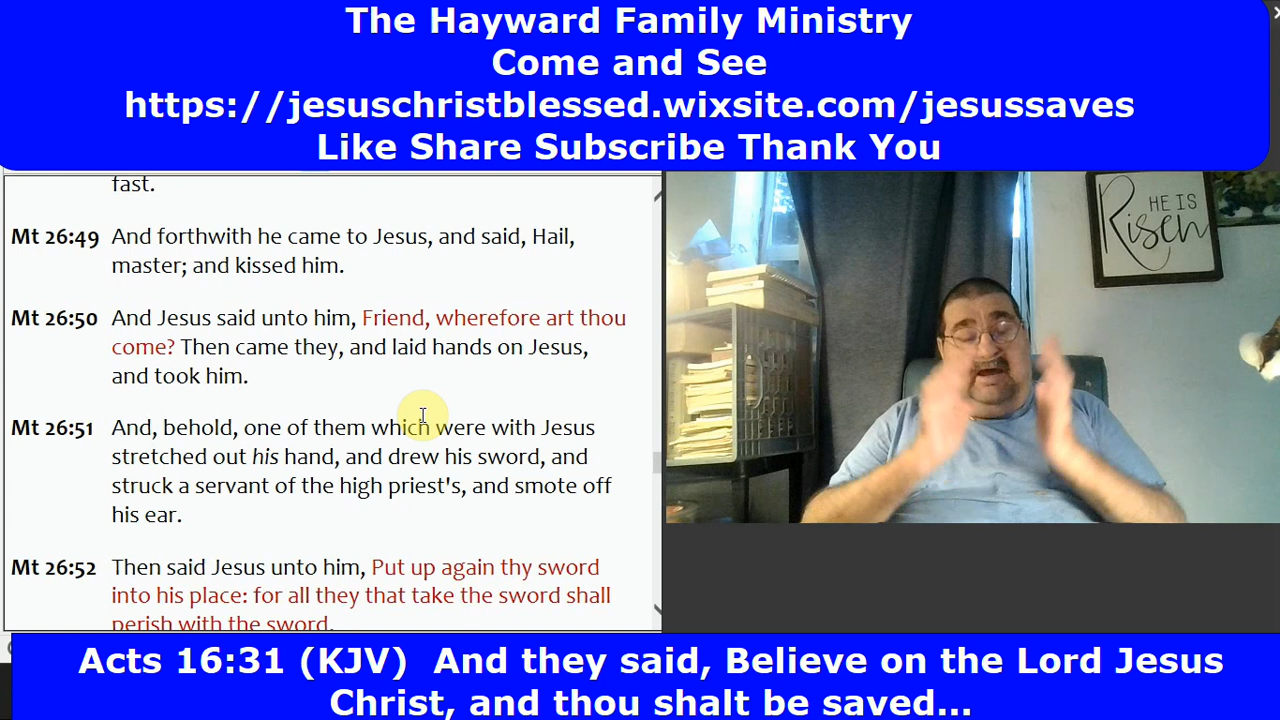 The Hayward Family Ministry
Come and See
https://jesuschristblessed.wixsite.com/jesussaves
Like Share Subscribe Thank You
fast.
Mt 26:49 And forthwith he came to Jesus, and said, Hail,
master; and kissed him.
Mt 26:50 And Jesus said unto him, Friend, wherefore art thou
come? Then came they, and laid hands on Jesus,
and took him.
Mt 26:51 And, behold, one of them which were with Jesus
stretched out his hand, and drew his sword, and
struck a servant of the high priest's, and smote off
his ear.
Mt 26:52 Then said Jesus unto him, Put up again thy sword
into his place: for all they that take the sword shall
perish with the sword.
HE IS
Risen
Acts 16:31 (KJV) And they said, Believe on the Lord Jesus
Christ, and thou shalt be saved...